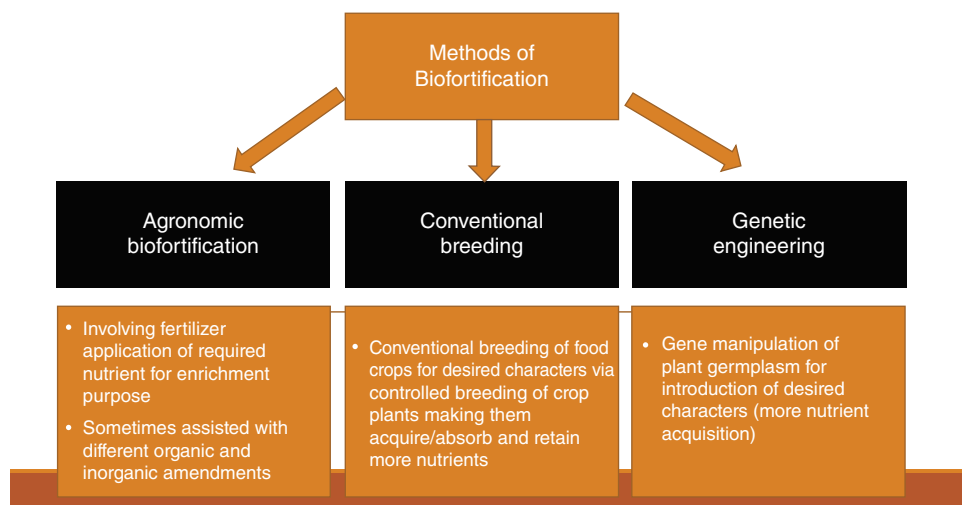 Methods of
Biofortification
Agronomic
biofortification
Conventional
breeding
Genetic
engineering
• Involving fertilizer
application of required
nutrient for enrichment
purpose
• Sometimes assisted with
different organic and
inorganic amendments
• Conventional breeding of food
crops for desired characters via
controlled breeding of crop
plants making them
acquire/absorb and retain
more nutrients
• Gene manipulation of
plant germplasm for
introduction of desired
characters (more nutrient
acquisition)